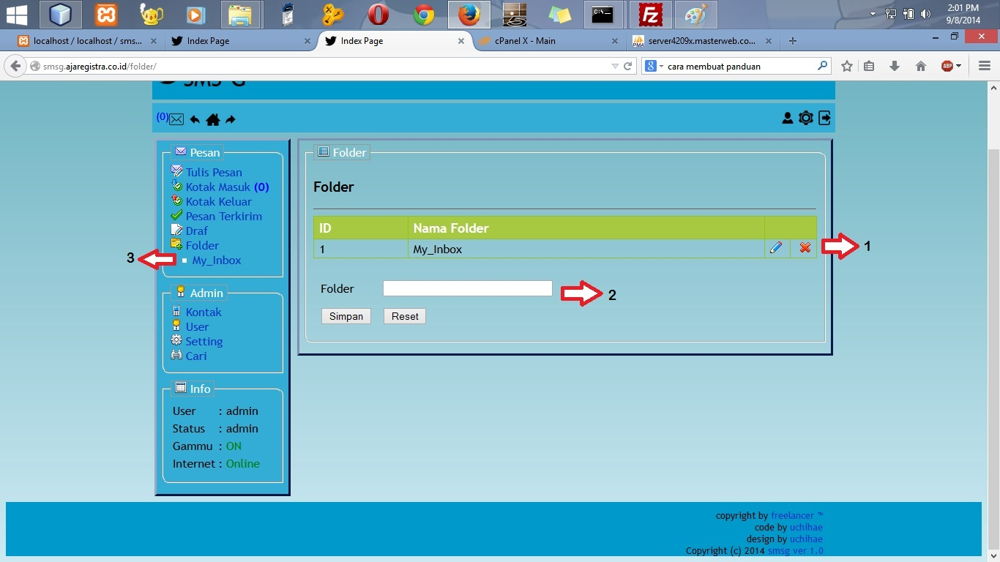 2:01 PM
9/8/2014
localhost / localhost / sms...
Index Page
Index Page
cPanel X - Main
server4209x.masterweb.co...
smsg.ajaregistra.co.id/folder/
cara membuat panduan
ABP
SMS G
(0)
Pesan
Tulis Pesan
Kotak Masuk (0)
Kotak Keluar
Pesan Terkirim
Draf
Folder
My_Inbox
3
Admin
Kontak
User
Setting
Cari
Info
User : admin
Status : admin
Gammu : ON
Internet : Online
Folder
Folder
ID Nama Folder
1 My_Inbox
1
Folder
2
Simpan Reset
copyright by freelancer ™
code by uchihae
design by uchihae
Copyright (c) 2014 smsg ver 1.0